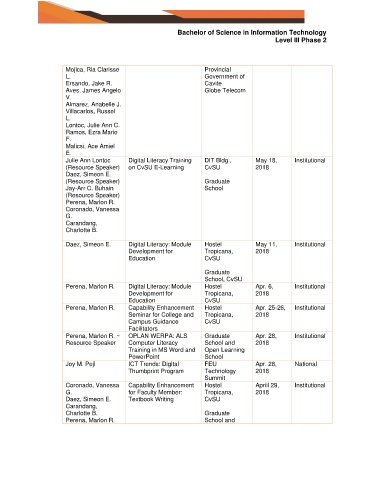 Bachelor of Science in Information Technology
Level III Phase 2
Mojica, Ria Clarisse
L.
Ersando, Jake R.
Aves, James Angelo
V.
Almarez, Anabelle J.
Villacarlos, Russel
L.
Lontoc, Julie Ann C.
Ramos, Ezra Marie
F.
Malicsi, Ace Amiel
E.
Provincial
Government of
Cavite
Globe Telecom
Julie Ann Lontoc
(Resource Speaker)
Daez, Simeon E.
(Resource Speaker)
Jay-Arr C. Buhain
(Resource Speaker)
Perena, Marlon R.
Coronado, Vanessa
G.
Carandang,
Charlotte B.
Digital Literacy Training
on CvSU E-Learning
DIT Bldg.,
CvSU
Graduate
School
May 18,
2018
Institutional
Daez, Simeon E.
Digital Literacy: Module
Development for
Education
Hostel
Tropicana,
CvSU
Graduate
School, CvSU
May 11,
2018
Institutional
Perena, Marlon R.
Digital Literacy: Module
Development for
Education
Hostel
Tropicana,
CvSU
Apr. 6,
2018
Institutional
Perena, Marlon R.
Capability Enhancement
Seminar for College and
Campus Guidance
Facilitators
Hostel
Tropicana,
CvSU
Apr. 25-26,
2018
Institutional
Perena, Marlon R. ~
Resource Speaker
OPLAN WERPA: ALS
Computer Literacy
Training in MS Word and
PowerPoint
Graduate
School and
Open Learning
School
Apr. 28,
2018
Institutional
Joy M. Peji
ICT Trends: Digital
Thumbprint Program
FEU
Technology
Summit
Apr. 28,
2018
National
Coronado, Vanessa
G.
Daez, Simeon E.
Carandang,
Charlotte B.
Perena, Marlon R.
Capability Enhancement
for Faculty Member:
Textbook Writing
Hostel
Tropicana,
CvSU
Graduate
School and
Apriil 29,
2018
Institutional